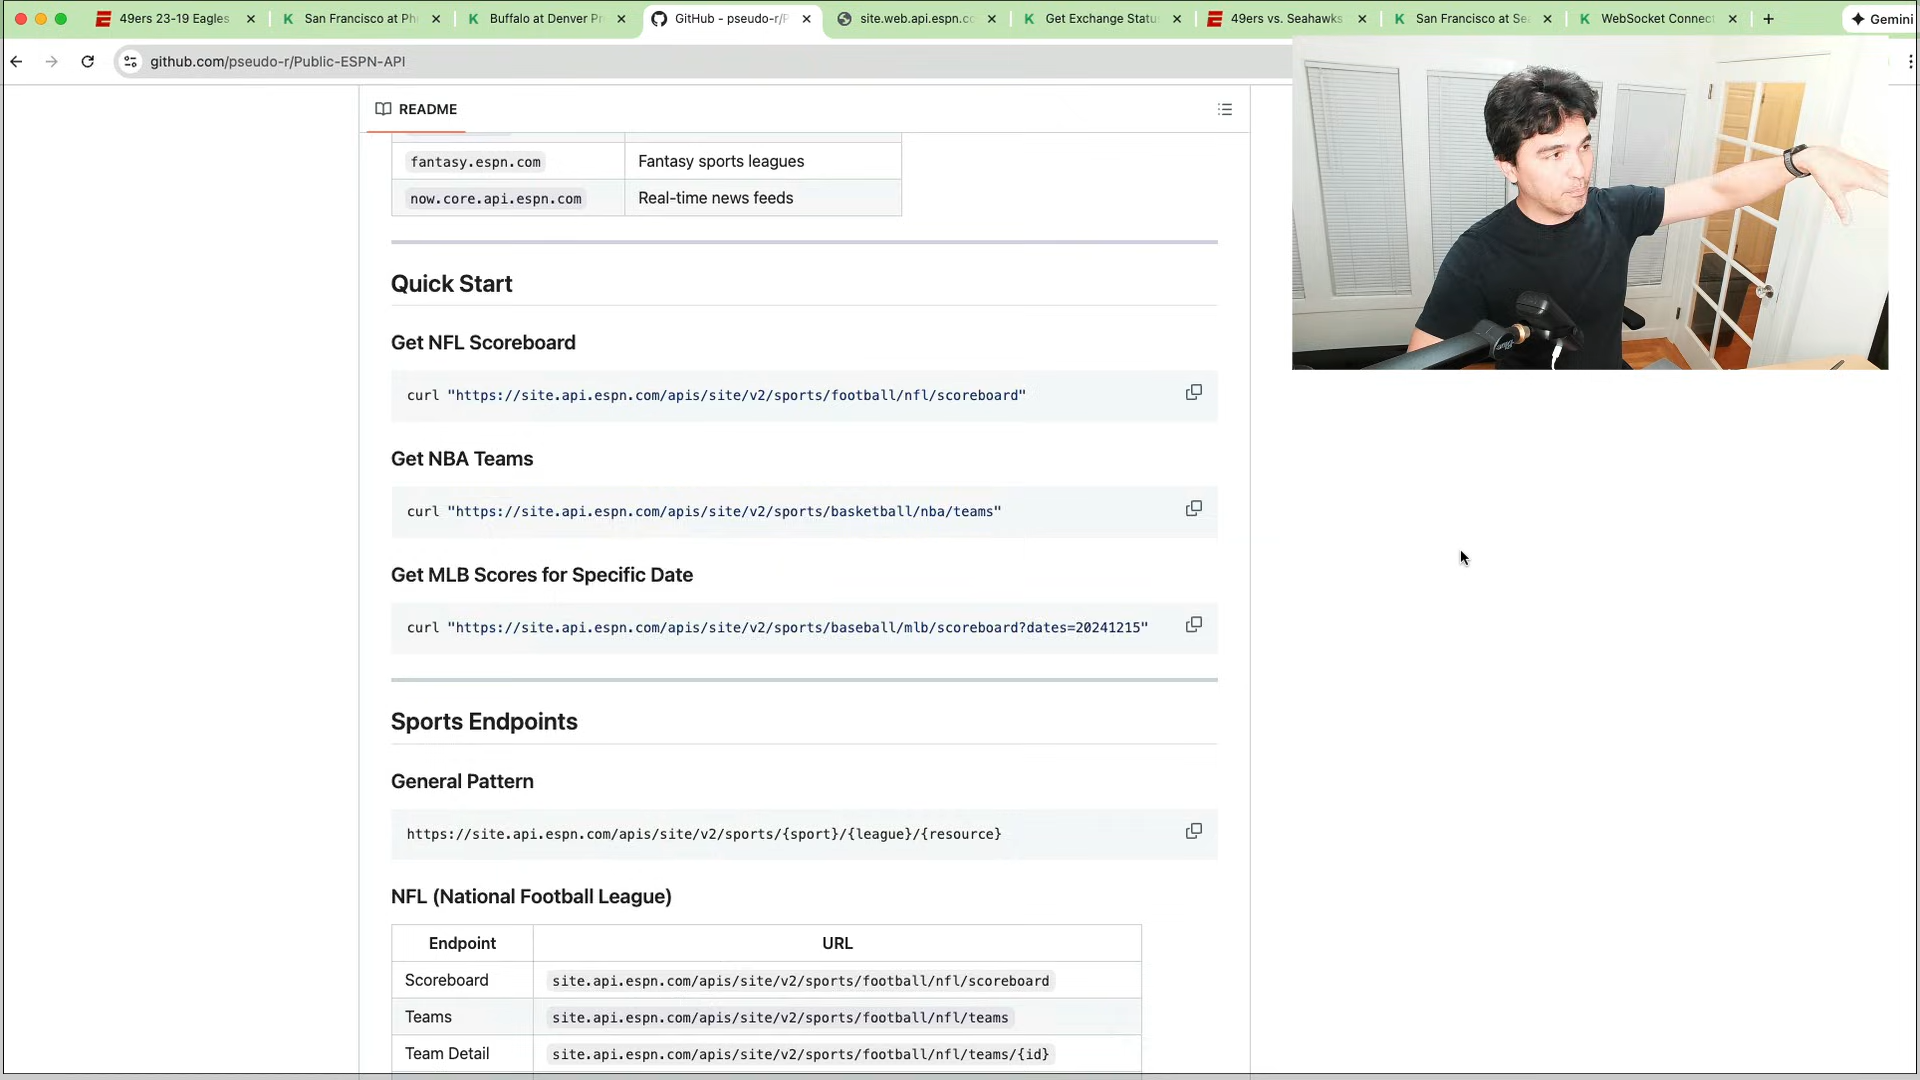 49ers 23-19 Eagles
San Francisco at Ph
Buffalo at Denver Pr
GitHub - pseudo-r/P
site.web.api.espn.cc
Get Exchange Statu
49ers vs. Seahawks
San Francisco at Se
WebSocket Connect
Gemini
github.com/pseudo-r/Public-ESPN-API
README
fantasy.espn.com Fantasy sports leagues
now.core.api.espn.com Real-time news feeds
Quick Start
Get NFL Scoreboard
curl "https://site.api.espn.com/apis/site/v2/sports/football/nfl/scoreboard"
Get NBA Teams
curl "https://site.api.espn.com/apis/site/v2/sports/basketball/nba/teams"
Get MLB Scores for Specific Date
curl "https://site.api.espn.com/apis/site/v2/sports/baseball/mlb/scoreboard?dates=20241215"
Sports Endpoints
General Pattern
https://site.api.espn.com/apis/site/v2/sports/{sport}/{league}/{resource}
NFL (National Football League)
Endpoint URL
Scoreboard site.api.espn.com/apis/site/v2/sports/football/nfl/scoreboard
Teams site.api.espn.com/apis/site/v2/sports/football/nfl/teams
Team Detail site.api.espn.com/apis/site/v2/sports/football/nfl/teams/{id}